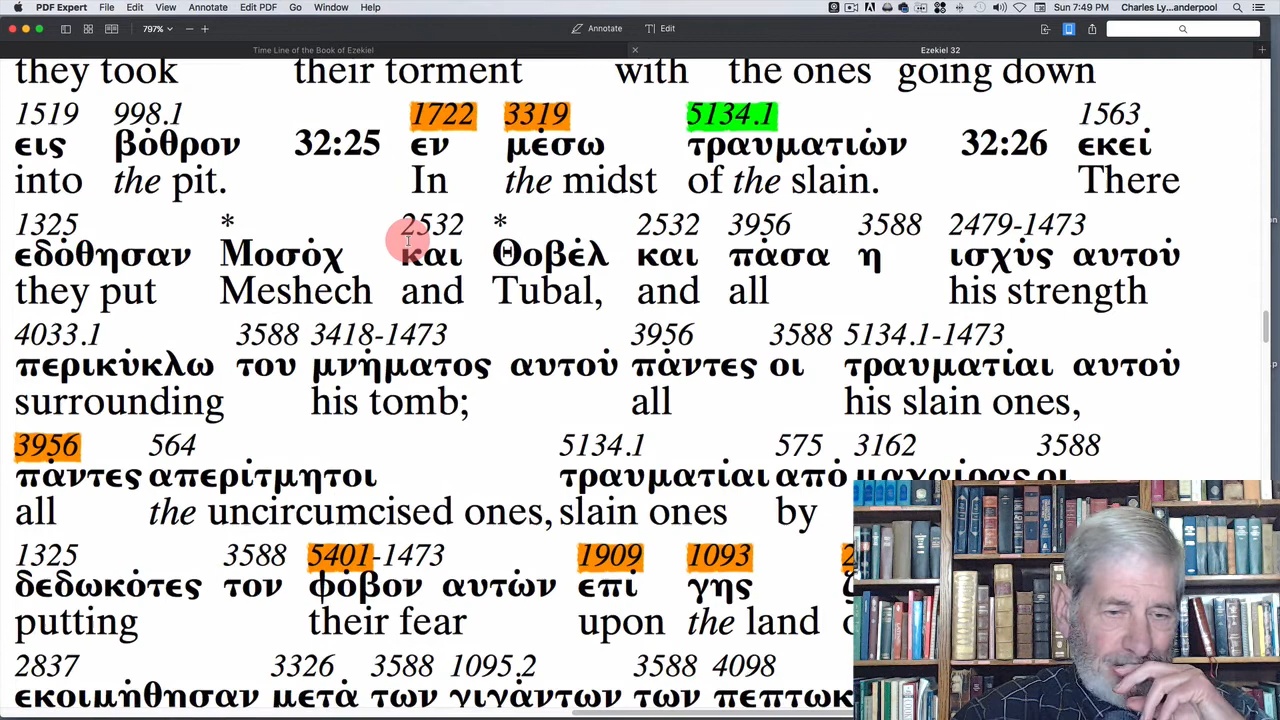 PDF Expert File Edit View Annotate Edit PDF Go Window Help Sun 7:49 PM Charles Ly...anderpool
797% Annotate Edit
Time Line of the Book of Ezekiel Ezekiel 32
they took their torment with the ones going down
1519 998.1 1722 3319 5134.1 1563
εις βόθρον 32:25 εν μέσω τραυματιών 32:26 εκεί
into the pit. In the midst of the slain. There
1325 * 2532 * 2532 3956 3588 2479-1473
εδόθησαν Μοσόχ και Θοβέλ και πάσα η ισχύς αυτού
they put Meshech and Tubal, and all his strength
4033.1 3588 3418-1473 3956 3588 5134.1-1473
περικύκλω του μνήματος αυτού πάντες οι τραυματίαι αυτού
surrounding his tomb; all his slain ones,
3956 564 5134.1 575 3162 3588
πάντες απερίτμητοι τραυματίαι από μαχαίρας οι
all the uncircumcised ones, slain ones by
1325 3588 5401-1473 1909 1093
δεδωκότες τον φόβον αυτών επί γης
putting their fear upon the land
2837 3326 3588 1095.2 3588 4098
εκοιμήθησαν μετά των γιγάντων των πεπτωκ